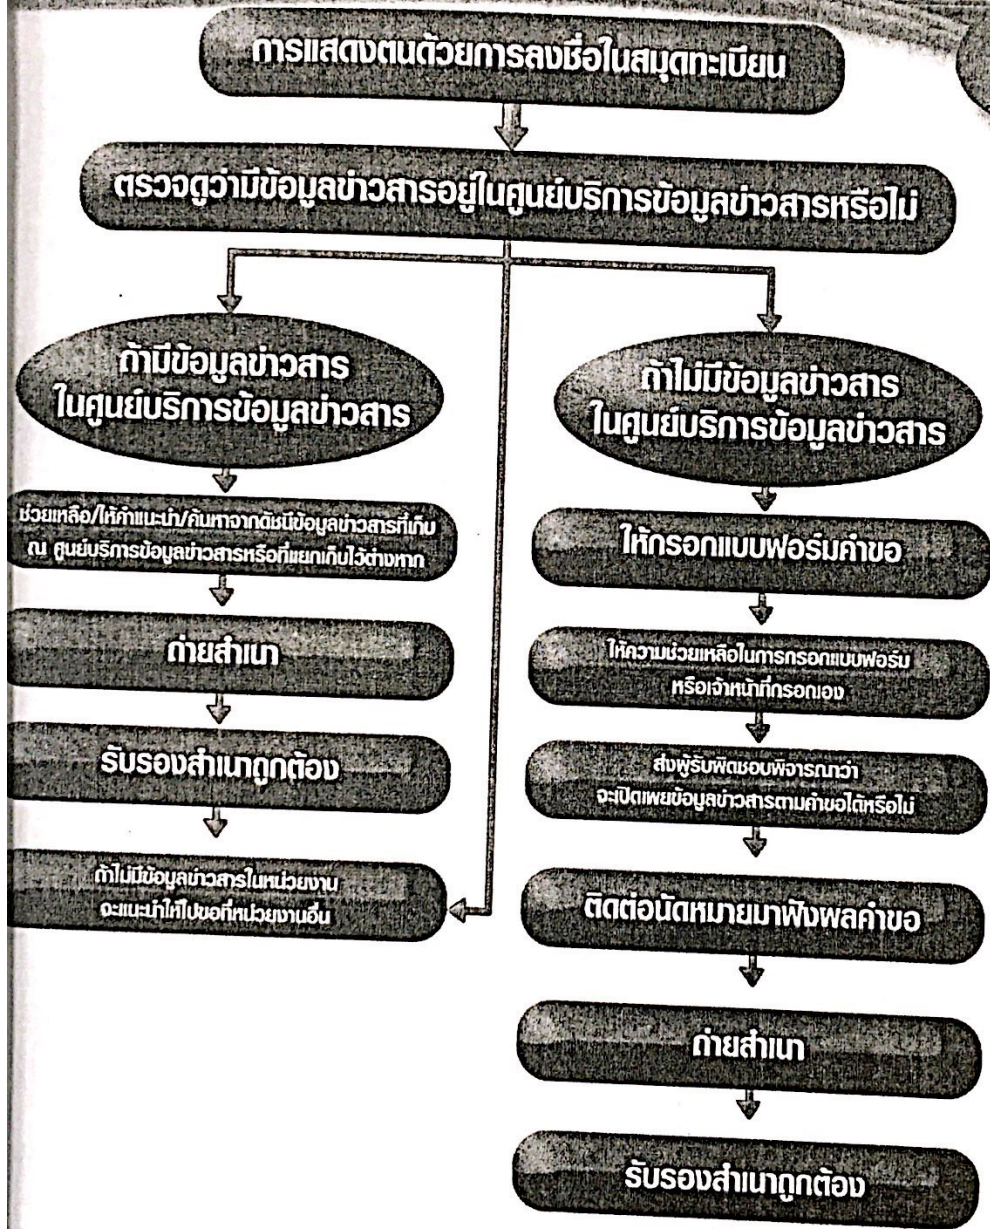 การแสดงตนด้วยการลงชื่อในสมุดทะเบียน
ตรวจดูว่ามีข้อมูลข่าวสารอยู่ในศูนย์บริการข้อมูลข่าวสารหรือไม่
ถ้ามีข้อมูลข่าวสาร
ในศูนย์บริการข้อมูลข่าวสาร
ช่วยเหลือ/ให้คำแนะนำ/ค้นหาจากดัชนีข้อมูลข่าวสารที่เก็บ
ณ ศูนย์บริการข้อมูลข่าวสารหรือที่แยกเก็บไว้ต่างหาก
ถ่ายสำเนา
รับรองสำเนาถูกต้อง
ถ้าไม่มีข้อมูลข่าวสารในหน่วยงาน
จะแนะนำให้ไปขอที่หน่วยงานอื่น
ถ้าไม่มีข้อมูลข่าวสาร
ในศูนย์บริการข้อมูลข่าวสาร
ให้กรอกแบบฟอร์มคำขอ
ให้ความช่วยเหลือในการกรอกแบบฟอร์ม
หรือเจ้าหน้าที่กรอกเอง
ส่งผู้รับผิดชอบพิจารณาว่า
จะเปิดเผยข้อมูลข่าวสารตามคำขอได้หรือไม่
ติดต่อนัดหมายมาฟังผลคำขอ
ถ่ายสำเนา
รับรองสำเนาถูกต้อง